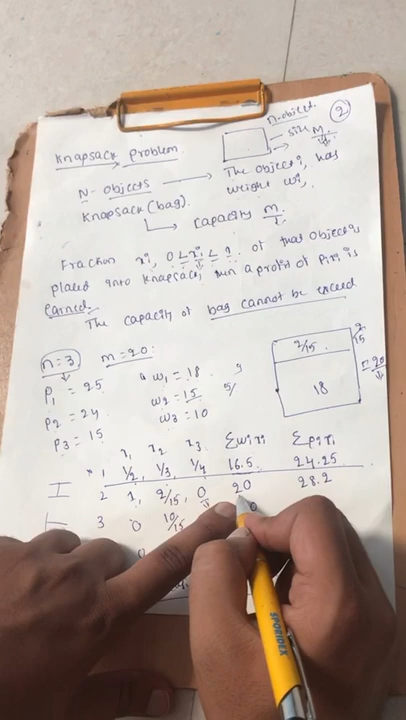 2
n-object.
size M.
Knapsack problem
N- objects → The object i, has
weight wi,
Knapsack (bag)
↳ Capacity m.
Fraction xi, 0 ≤ xi ≤ 1 of that object is
placed into knapsack, then a profit of pixi is
Earned.
The capacity of bag cannot be exceed
n=3 m=20:
P1 = 25 w1 = 18
P2 = 24 w2 = 15
P3 = 15 w3 = 10
2/15
18
x1 x2 x3 Σwixi Σpixi
1 1/2, 1/3, 1/4 16.5 24.25
I 2 1, 2/15, 0 20 28.2
3 0 10/15
SPORIDEX